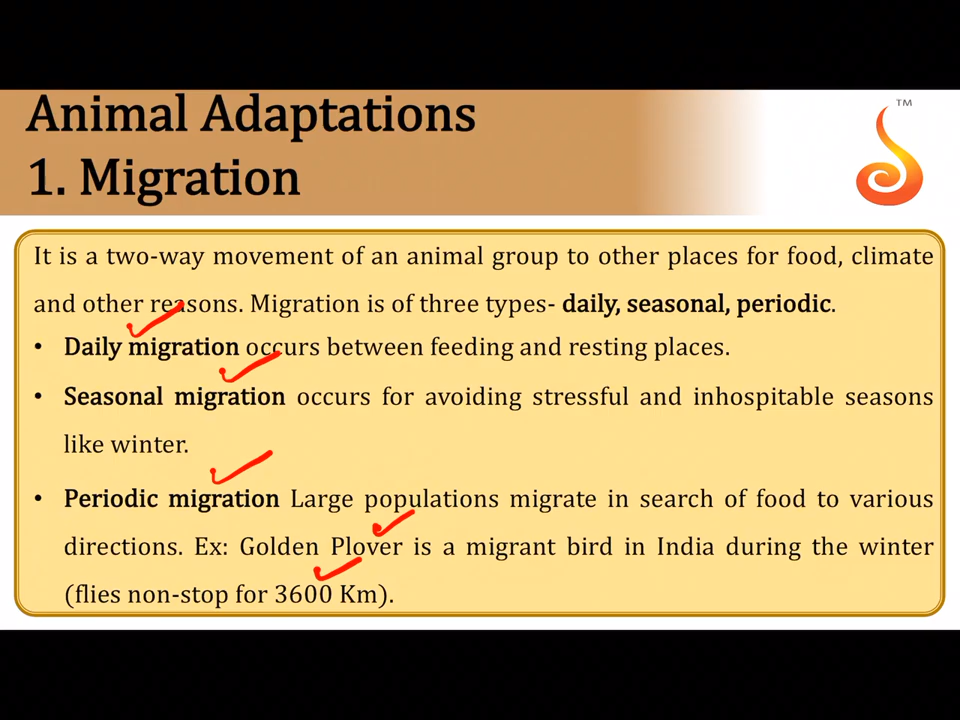 Animal Adaptations
1. Migration
TM
It is a two-way movement of an animal group to other places for food, climate
and other reasons. Migration is of three types- daily, seasonal, periodic.
• Daily migration occurs between feeding and resting places.
• Seasonal migration occurs for avoiding stressful and inhospitable seasons
like winter.
• Periodic migration Large populations migrate in search of food to various
directions. Ex: Golden Plover is a migrant bird in India during the winter
(flies non-stop for 3600 Km).